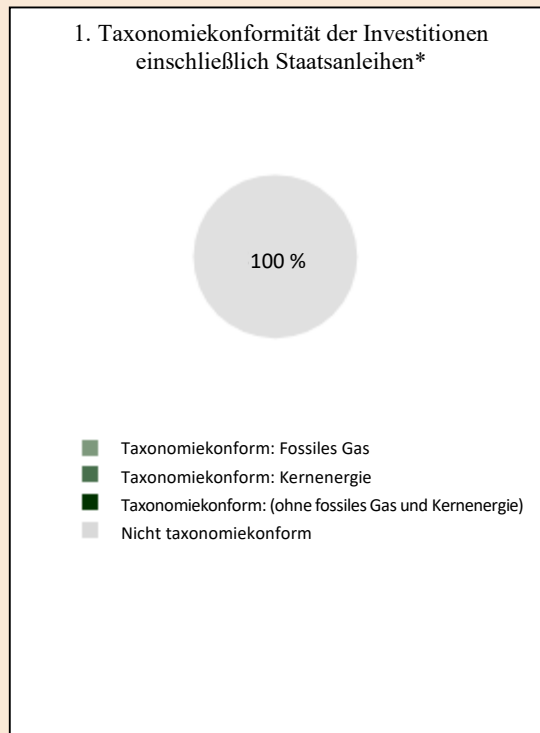 1. Taxonomiekonformität der Investitionen
einschließlich Staatsanleihen*
100 %
Taxonomiekonform: Fossiles Gas
Taxonomiekonform: Kernenergie
Taxonomiekonform: (ohne fossiles Gas und Kernenergie)
Nicht taxonomiekonform